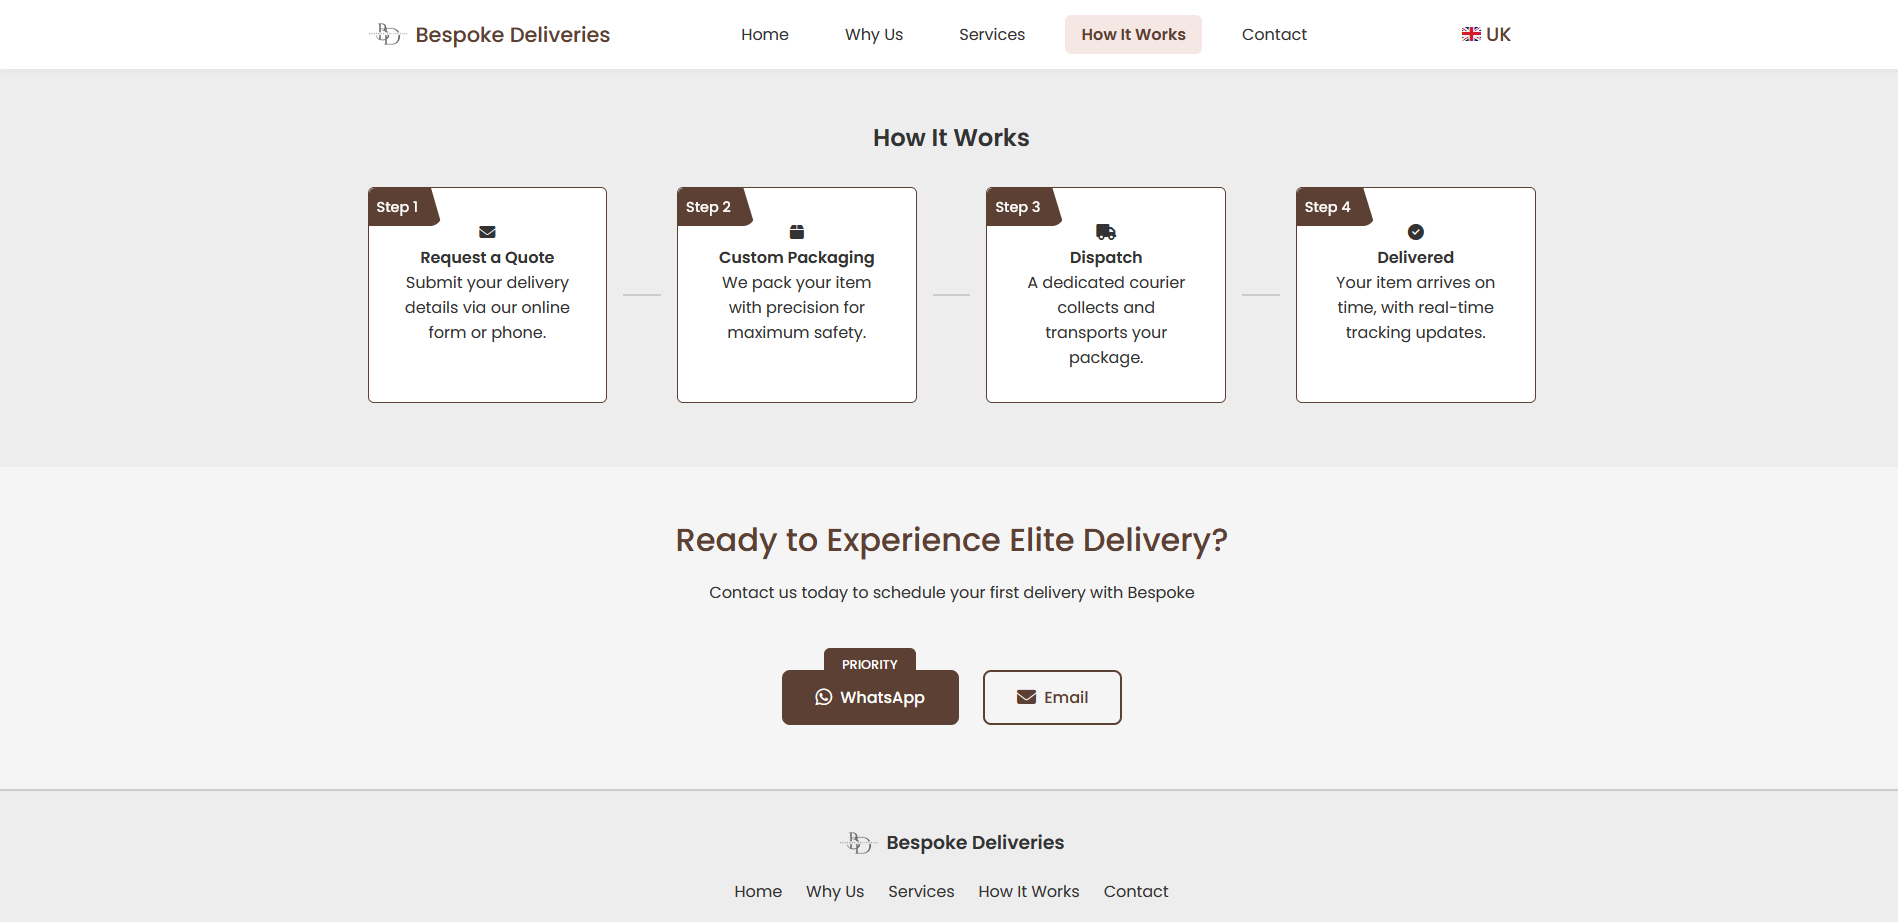 Bespoke Deliveries
Home
Why Us
Services
How It Works
Contact
UK
How It Works
Step 1
Request a Quote
Submit your delivery
details via our online
form or phone.
Step 2
Custom Packaging
We pack your item
with precision for
maximum safety.
Step 3
Dispatch
A dedicated courier
collects and
transports your
package.
Step 4
Delivered
Your item arrives on
time, with real-time
tracking updates.
Ready to Experience Elite Delivery?
Contact us today to schedule your first delivery with Bespoke
PRIORITY
WhatsApp
Email
Bespoke Deliveries
Home
Why Us
Services
How It Works
Contact